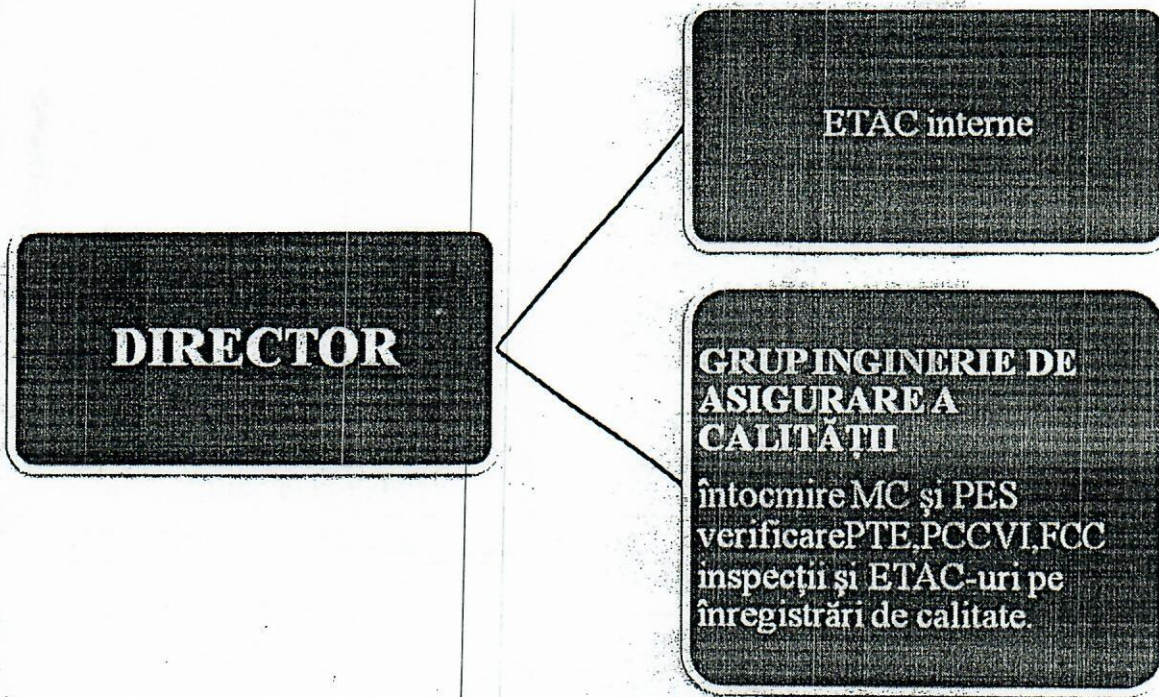 ETAC interne
DIRECTOR
GRUP INGINERIE DE
ASIGURARE A
CALITĂȚII
întocmire MC și PES
verificarePTE,PCCVI,FCC
inspecții și ETAC-uri pe
înregistrări de calitate.